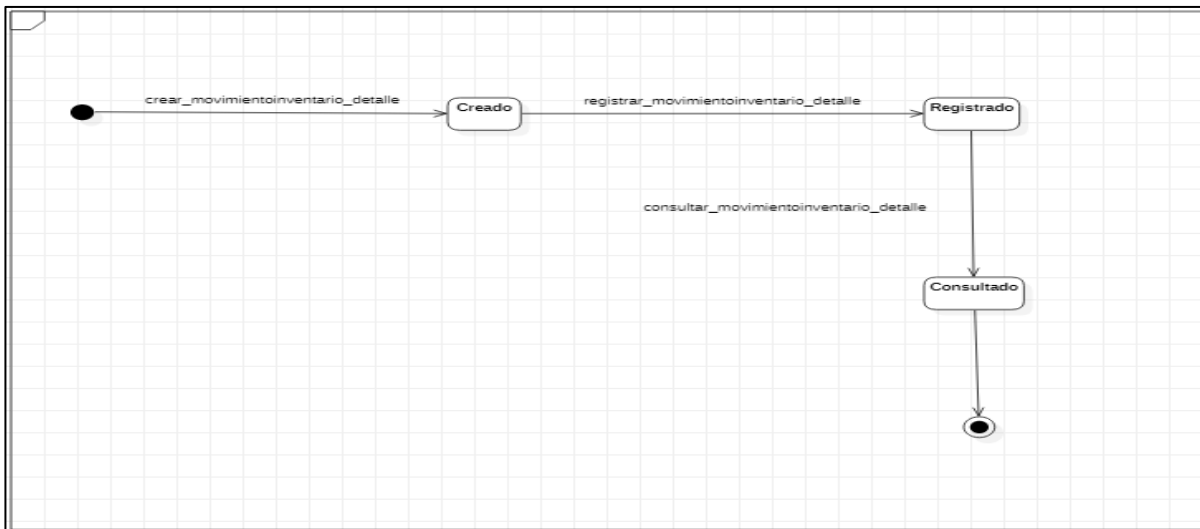 crear_movimientoinventario_detalle
Creado
registrar_movimientoinventario_detalle
Registrado
consultar_movimientoinventario_detalle
Consultado